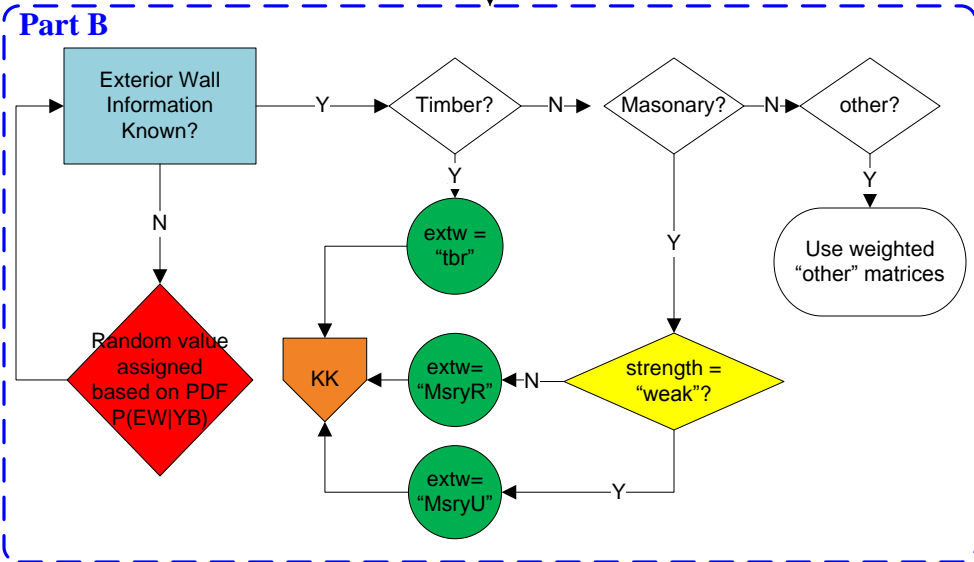 Part B
Exterior Wall
Information
Known?
Y
Timber?
N
Masonary?
N
other?
Y
Y
N
Y
extw =
“tbr”
Use weighted
“other” matrices
Random value
assigned
based on PDF
P(EW|YB)
KK
extw=
“MsryR”
N
strength =
“weak”?
extw=
“MsryU”
Y